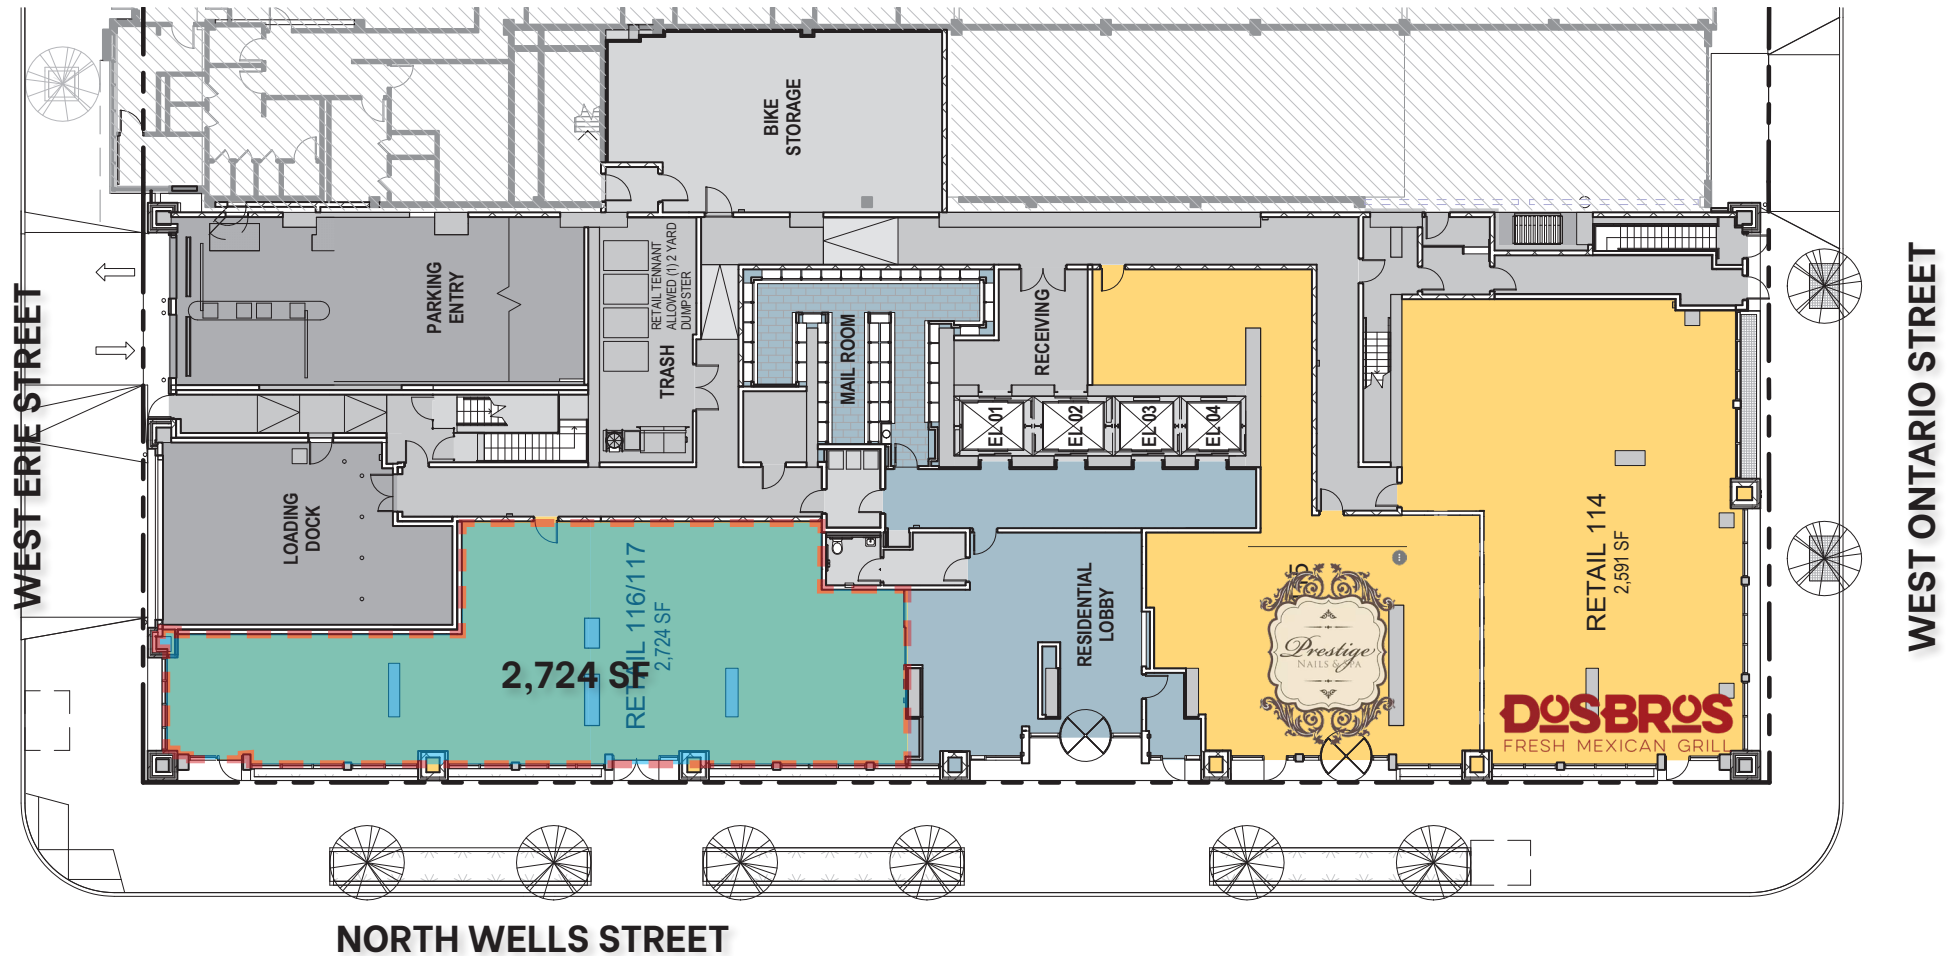 BIKE
STORAGE
PARKING
ENTRY
RETAIL TENNANT
ALLOWED (1) 2 YARD
DUMPSTER
TRASH
MAIL ROOM
RECEIVING
EL 01
EL 02
EL 03
EL 04
WEST ERIE STREET
WEST ONTARIO STREET
LOADING
DOCK
RETAIL 116/117
2,724 SF
2,724 SF
RESIDENTIAL
LOBBY
Prestige
NAILS & SPA
RETAIL 114
2,591 SF
DOSBROS
FRESH MEXICAN GRILL
NORTH WELLS STREET